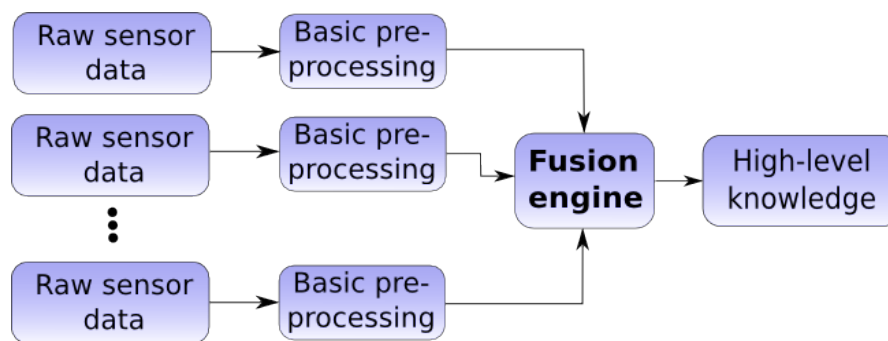 Raw sensor
data
Basic pre-
processing
Raw sensor
data
Basic pre-
processing
Fusion
engine
High-level
knowledge
Raw sensor
data
Basic pre-
processing